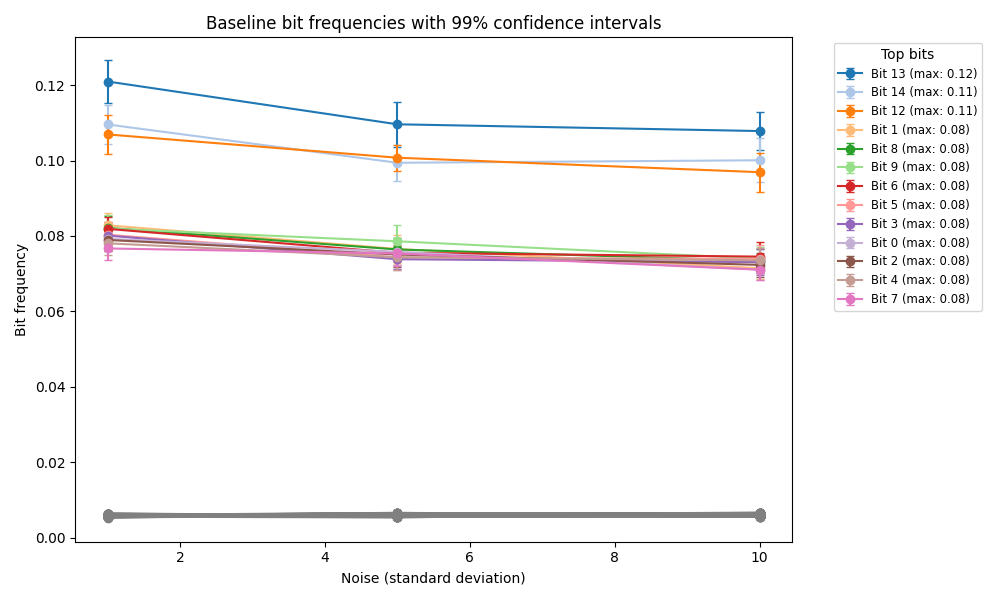 Baseline bit frequencies with 99% confidence intervals
Bit frequency
0.12
0.10
0.08
0.06
0.04
0.02
0.00
2
4
6
8
10
Noise (standard deviation)
Top bits
Bit 13 (max: 0.12)
Bit 14 (max: 0.11)
Bit 12 (max: 0.11)
Bit 1 (max: 0.08)
Bit 8 (max: 0.08)
Bit 9 (max: 0.08)
Bit 6 (max: 0.08)
Bit 5 (max: 0.08)
Bit 3 (max: 0.08)
Bit 0 (max: 0.08)
Bit 2 (max: 0.08)
Bit 4 (max: 0.08)
Bit 7 (max: 0.08)